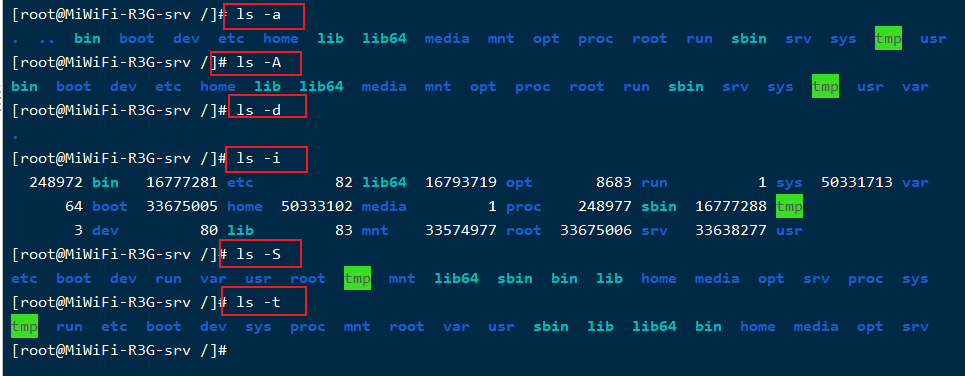 [root@MiWiFi-R3G-srv /]# ls -a
. .. bin boot dev etc home lib lib64 media mnt opt proc root run sbin srv sys tmp usr
[root@MiWiFi-R3G-srv /]# ls -A
bin boot dev etc home lib lib64 media mnt opt proc root run sbin srv sys tmp usr var
[root@MiWiFi-R3G-srv /]# ls -d
.
[root@MiWiFi-R3G-srv /]# ls -i
248972 bin 16777281 etc 82 lib64 16793719 opt 8683 run 1 sys 50331713 var
64 boot 33675005 home 50333102 media 1 proc 248977 sbin 16777288 tmp
3 dev 80 lib 83 mnt 33574977 root 33675006 srv 33638277 usr
[root@MiWiFi-R3G-srv /]# ls -S
etc boot dev run var usr root tmp mnt lib64 sbin bin lib home media opt srv proc sys
[root@MiWiFi-R3G-srv /]# ls -t
tmp run etc boot dev sys proc mnt root var usr sbin lib lib64 bin home media opt srv
[root@MiWiFi-R3G-srv /]#